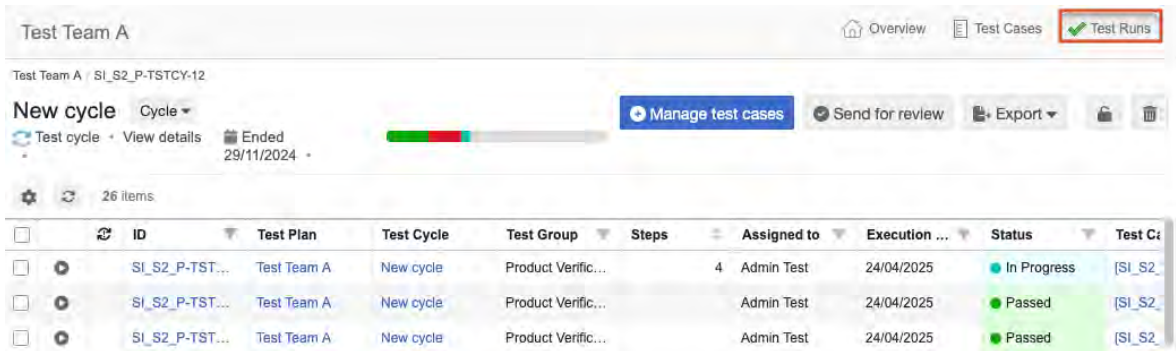 Test Team A Overview Test Cases Test Runs
Test Team A / SI_S2_P-TSTCY-12
New cycle Cycle Manage test cases Send for review Export
Test cycle • View details Ended
29/11/2024
26 items
ID Test Plan Test Cycle Test Group Steps Assigned to Execution ... Status Test Ca
SI_S2_P-TST... Test Team A New cycle Product Verific... 4 Admin Test 24/04/2025 In Progress [SI_S2_
SI_S2_P-TST... Test Team A New cycle Product Verific... Admin Test 24/04/2025 Passed [SI_S2_
SI_S2_P-TST... Test Team A New cycle Product Verific... Admin Test 24/04/2025 Passed [SI_S2_